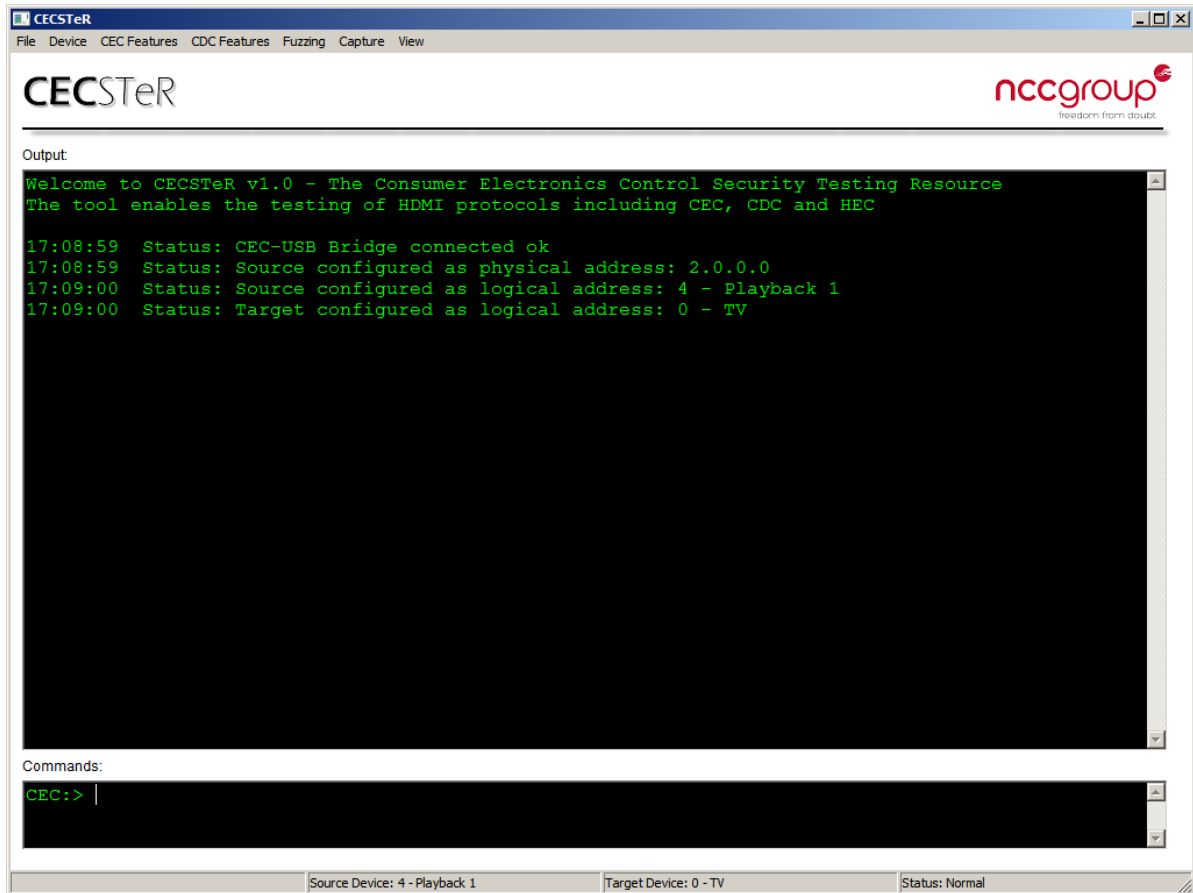 CECSTeR
File Device CEC Features CDC Features Fuzzing Capture View
CECSTeR
nccgroup
freedom from doubt
Output:
Welcome to CECSTeR v1.0 - The Consumer Electronics Control Security Testing Resource
The tool enables the testing of HDMI protocols including CEC, CDC and HEC
17:08:59 Status: CEC-USB Bridge connected ok
17:08:59 Status: Source configured as physical address: 2.0.0.0
17:09:00 Status: Source configured as logical address: 4 - Playback 1
17:09:00 Status: Target configured as logical address: 0 - TV
Commands:
CEC:>
Source Device: 4 - Playback 1 Target Device: 0 - TV Status: Normal